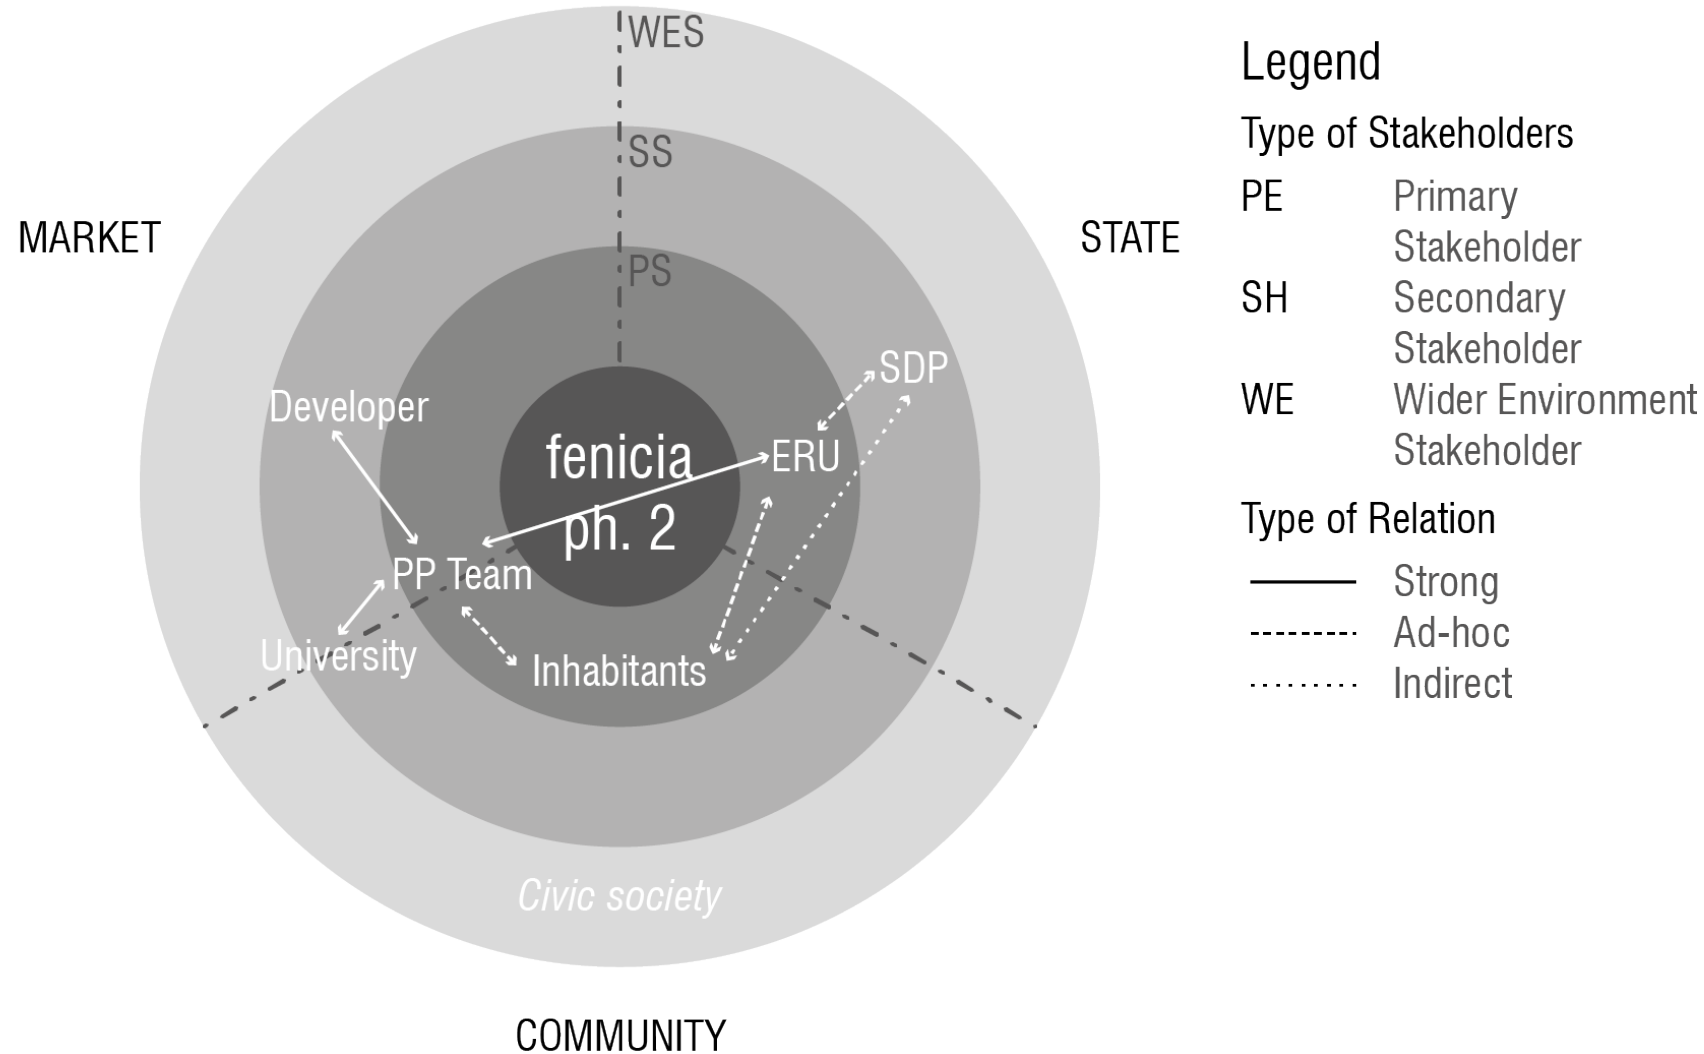 WES
SS
PS
MARKET
STATE
SDP
Developer
fenicia
ph. 2
ERU
PP Team
University
Inhabitants
Civic society
COMMUNITY
Legend
Type of Stakeholders
PE Primary
Stakeholder
SH Secondary
Stakeholder
WE Wider Environment
Stakeholder
Type of Relation
Strong
Ad-hoc
Indirect